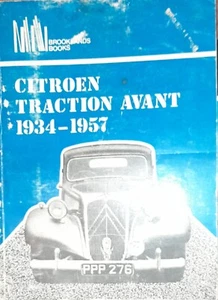 BROOKLANDS
BOOKS
CITROEN
TRACTION AVANT
1934-1957
PPP 276